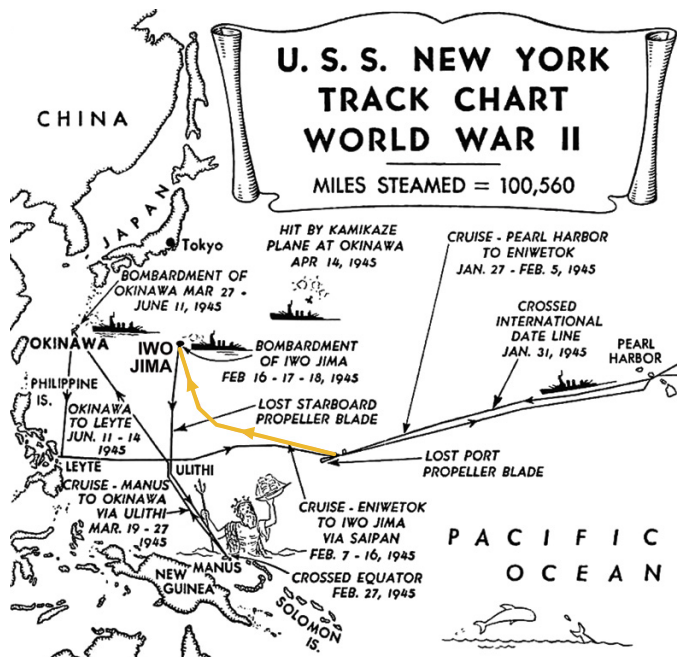 U. S. S. NEW YORK
TRACK CHART
WORLD WAR II
MILES STEAMED = 100,560
CHINA
JAPAN
Tokyo
HIT BY KAMIKAZE
PLANE AT OKINAWA
APR 14, 1945
CRUISE - PEARL HARBOR
TO ENIWETOK
JAN. 27 - FEB. 5, 1945
BOMBARDMENT OF
OKINAWA MAR 27 -
JUNE 11, 1945
CROSSED
INTERNATIONAL
DATE LINE
JAN. 31, 1945
PEARL
HARBOR
OKINAWA
IWO
JIMA
BOMBARDMENT
OF IWO JIMA
FEB 16 - 17 - 18, 1945
PHILIPPINE
IS.
OKINAWA
TO LEYTE
JUN. 11 - 14
1945
LOST STARBOARD
PROPELLER BLADE
LOST PORT
PROPELLER BLADE
LEYTE
ULITHI
CRUISE - MANUS
TO OKINAWA
VIA ULITHI
MAR. 19 - 27
1945
CRUISE - ENIWETOK
TO IWO JIMA
VIA SAIPAN
FEB. 7 - 16, 1945
PACIFIC
OCEAN
MANUS
NEW
GUINEA
CROSSED EQUATOR
FEB. 27, 1945
SOLOMON
IS.